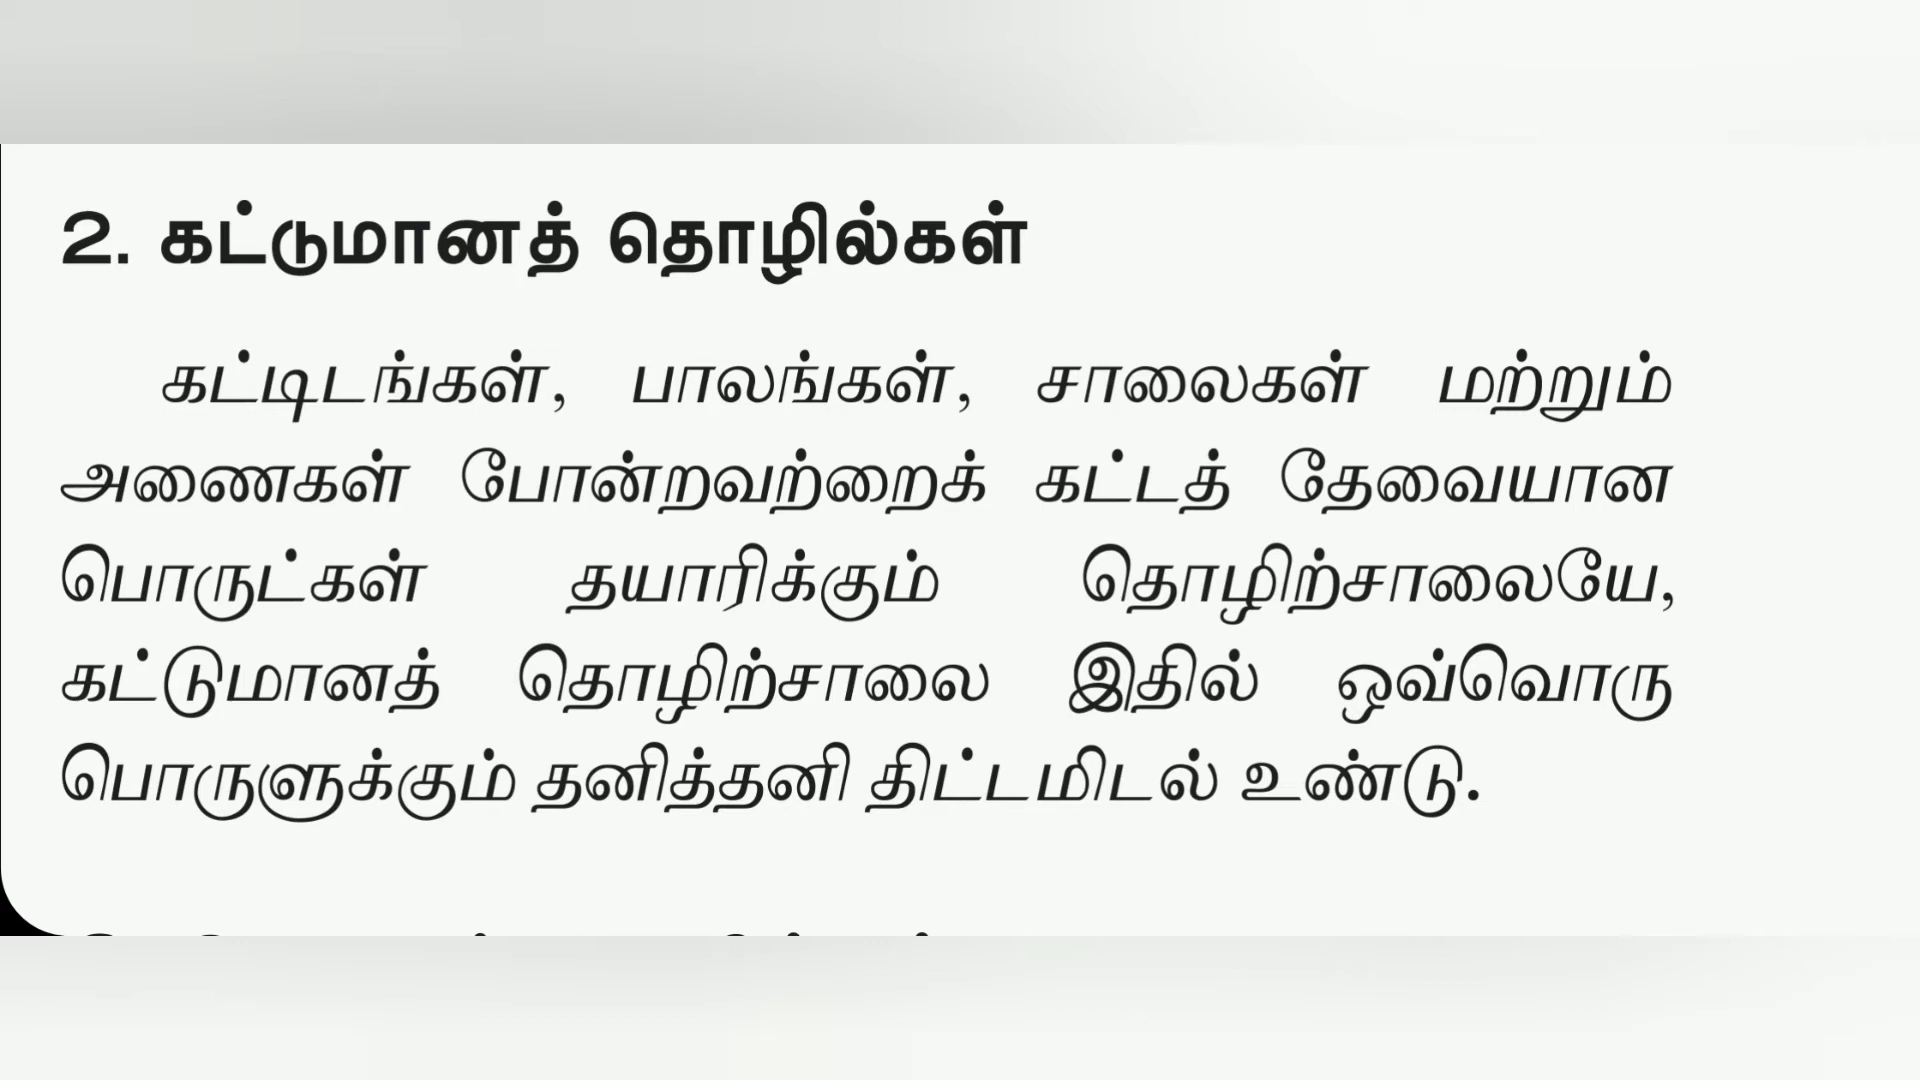 2. கட்டுமானத் தொழில்கள்
கட்டிடங்கள், பாலங்கள், சாலைகள் மற்றும்
அணைகள் போன்றவற்றைக் கட்டத் தேவையான
பொருட்கள் தயாரிக்கும் தொழிற்சாலையே,
கட்டுமானத் தொழிற்சாலை இதில் ஒவ்வொரு
பொருளுக்கும் தனித்தனி திட்டமிடல் உண்டு.